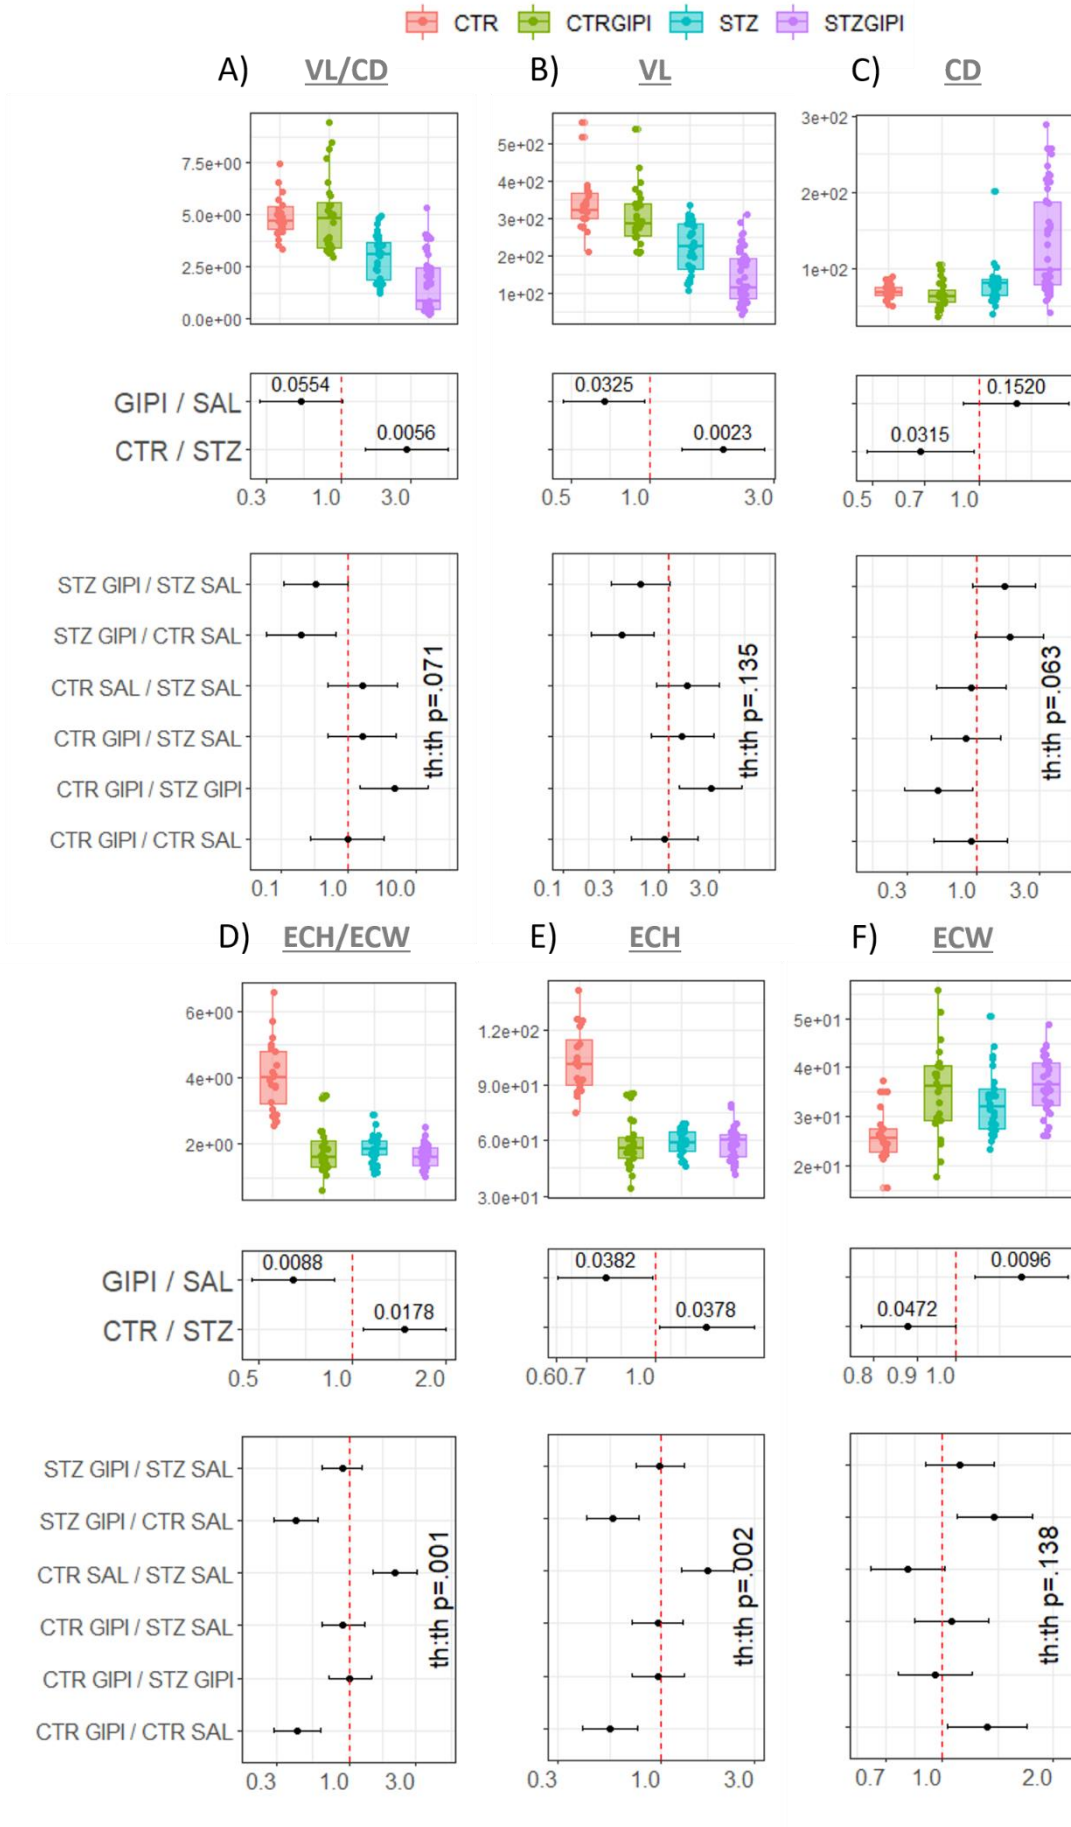 CTR CTRGIPI STZ STZGIPI
A) VL/CD B) VL C) CD
7.5e+00
5.0e+00
2.5e+00
0.0e+00
5e+02
4e+02
3e+02
2e+02
1e+02
3e+02
2e+02
1e+02
GIPI / SAL
CTR / STZ
0.0554
0.0056
0.3 1.0 3.0
0.0325
0.0023
0.5 1.0 3.0
0.1520
0.0315
0.5 0.7 1.0
STZ GIPI / STZ SAL
STZ GIPI / CTR SAL
CTR SAL / STZ SAL
CTR GIPI / STZ SAL
CTR GIPI / STZ GIPI
CTR GIPI / CTR SAL
th:th p=.071
0.1 1.0 10.0
th:th p=.135
0.1 0.3 1.0 3.0
th:th p=.063
0.3 1.0 3.0
D) ECH/ECW E) ECH F) ECW
6e+00
4e+00
2e+00
1.2e+02
9.0e+01
6.0e+01
3.0e+01
5e+01
4e+01
3e+01
2e+01
GIPI / SAL
CTR / STZ
0.0088
0.0178
0.5 1.0 2.0
0.0382
0.0378
0.6 0.7 1.0
0.0096
0.0472
0.8 0.9 1.0
STZ GIPI / STZ SAL
STZ GIPI / CTR SAL
CTR SAL / STZ SAL
CTR GIPI / STZ SAL
CTR GIPI / STZ GIPI
CTR GIPI / CTR SAL
th:th p=.001
0.3 1.0 3.0
th:th p=.002
0.3 1.0 3.0
th:th p=.138
0.7 1.0 2.0